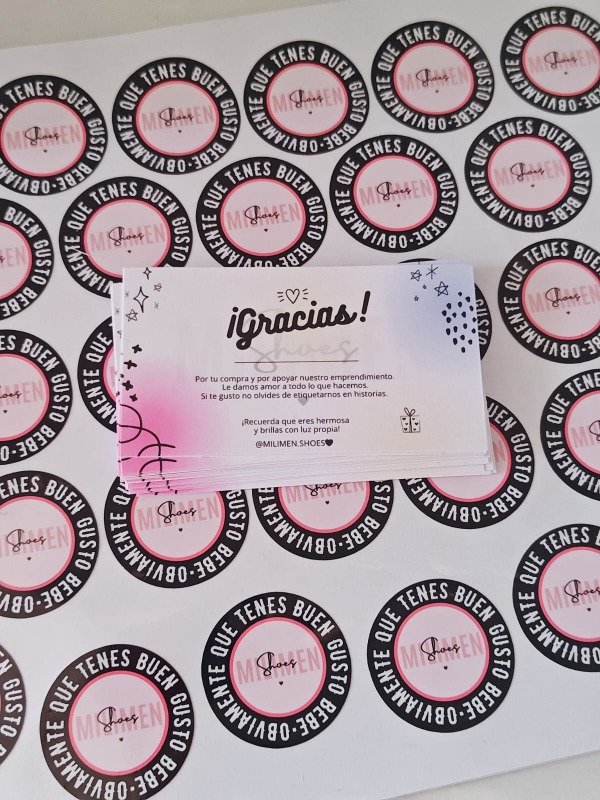 ¡Gracias!
Shoes
Por tu compra y por apoyar nuestro emprendimiento.
Le damos amor a todo lo que hacemos.
Si te gusto no olvides de etiquetarnos en historias.
¡Recuerda que eres hermosa
y brillas con luz propia!
@MILIMEN.SHOES🖤
OBVIAMENTE QUE TENES BUEN GUSTO BEBE•
MILIMEN
Shoes